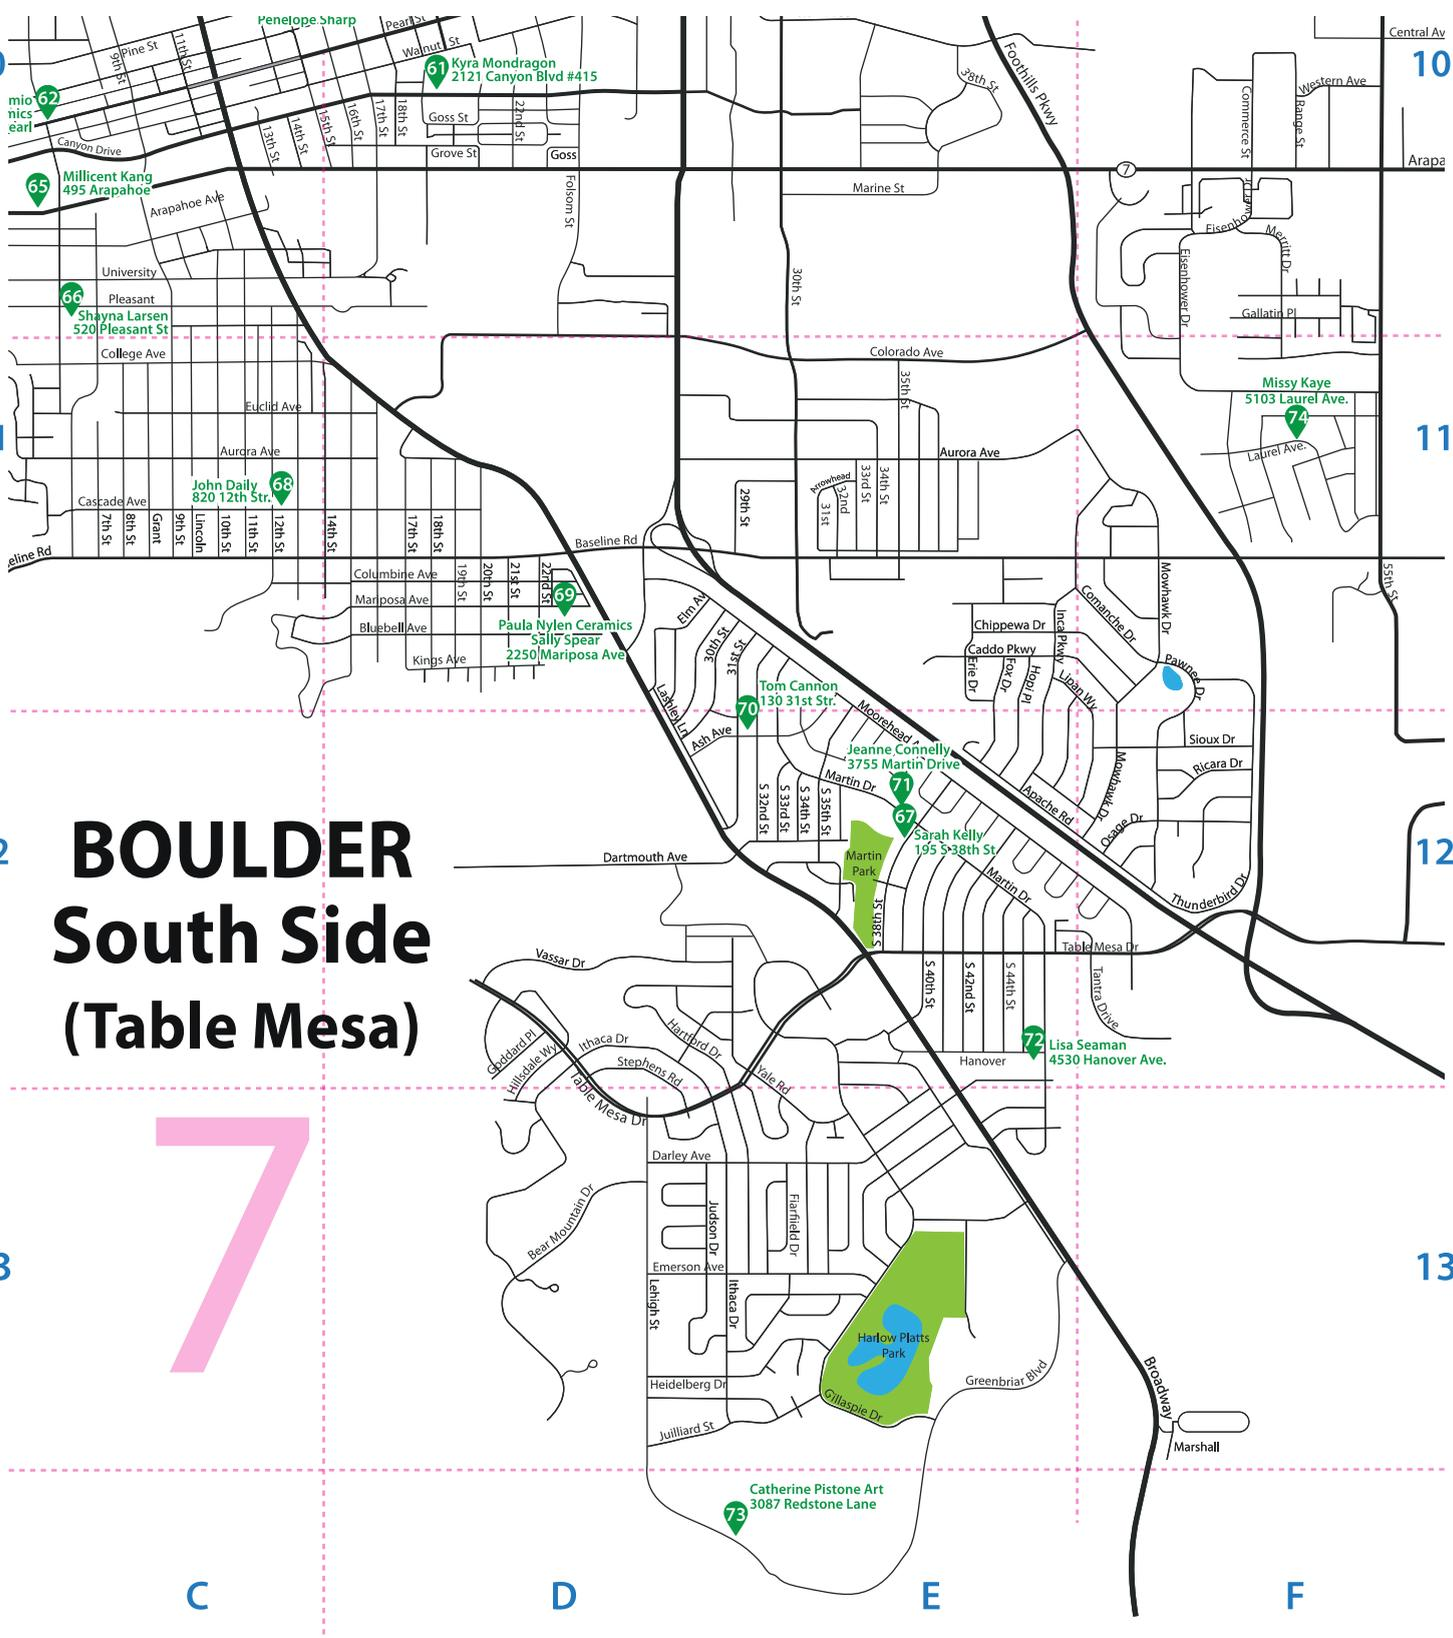 Penelope Sharp
Pearl St
Central Av
Pine St
11th St
9th St
Walnut St
61
Kyra Mondragon
2121 Canyon Blvd #415
Foothills Pkwy
38th St
10
Western Ave
62
earl
Canyon Drive
13th St
14th St
15th St
16th St
17th St
18th St
Goss St
22nd St
Grove St
Goss
Commerce St
Range St
7
Arapa
65
Millicent Kang
495 Arapahoe
Arapahoe Ave
Folsom St
Marine St
Eisenho
Merritt Dr
University
30th St
Eisenhower Dr
66
Pleasant
Shayna Larsen
520 Pleasant St
Gallatin Pl
College Ave
Colorado Ave
35th St
Missy Kaye
5103 Laurel Ave.
74
Euclid Ave
11
Aurora Ave
Aurora Ave
Laurel Ave.
John Daily
820 12th Str.
68
Cascade Ave
29th St
Arrowhead
31st
32nd
33rd St
34th St
7th St
8th St
Grant
9th St
Lincoln
10th St
11th St
12th St
14th St
17th St
18th St
Baseline Rd
eline Rd
Columbine Ave
19th St
20th St
21st St
22nd St
55th St
Mowhawk Dr
Comanche Dr
Mariposa Ave
69
Paula Nylen Ceramics
Sally Spear
2250 Mariposa Ave
Bluebell Ave
Kings Ave
Elm Av
30th St
31st St
Chippewa Dr
Inca Pkwy
Caddo Pkwy
Erie Dr
Fox Dr
Hopi Pl
Lipan Wy
Pawnee Dr
Lashley Ln
70
Tom Cannon
130 31st Str.
Moorehead A
Ash Ave
Sioux Dr
Ricara Dr
Jeanne Connelly
3755 Martin Drive
71
Martin Dr
Mowhawk Dr
Apache Rd
Osage Dr
S 32nd St
S 33rd St
S 34th St
S 35th St
67
Sarah Kelly
195 S 38th St
BOULDER
South Side
(Table Mesa)
12
Dartmouth Ave
Martin
Park
Martin Dr
Thunderbird Dr
S 38th St
Table Mesa Dr
Vassar Dr
S 40th St
S 42nd St
S 44th St
Tantra Drive
Goddard Pl
Hillsdale Wy
Ithaca Dr
Hartford Dr
Stephens Rd
72
Lisa Seaman
4530 Hanover Ave.
Hanover
Yale Rd
Table Mesa Dr
7
Darley Ave
Bear Mountain Dr
Judson Dr
Fiarfield Dr
Emerson Ave
13
Lehigh St
Ithaca Dr
Harlow Platts
Park
Heidelberg Dr
Greenbriar Blvd
Gillaspie Dr
Broadway
Juilliard St
Marshall
73
Catherine Pistone Art
3087 Redstone Lane
C
D
E
F